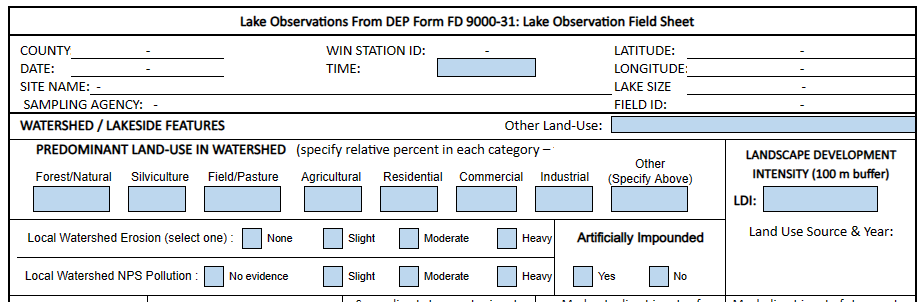 Lake Observations From DEP Form FD 9000-31: Lake Observation Field Sheet
COUNTY - WIN STATION ID: - LATITUDE: -
DATE: - TIME: LONGITUDE: -
SITE NAME: - LAKE SIZE -
SAMPLING AGENCY: - FIELD ID: -
WATERSHED / LAKESIDE FEATURES Other Land-Use:
PREDOMINANT LAND-USE IN WATERSHED (specify relative percent in each category –
LANDSCAPE DEVELOPMENT
INTENSITY (100 m buffer)
Forest/Natural Silviculture Field/Pasture Agricultural Residential Commercial Industrial Other
(Specify Above)
LDI:
Land Use Source & Year:
Local Watershed Erosion (select one) : None Slight Moderate Heavy Artificially Impounded
Local Watershed NPS Pollution : No evidence Slight Moderate Heavy Yes No